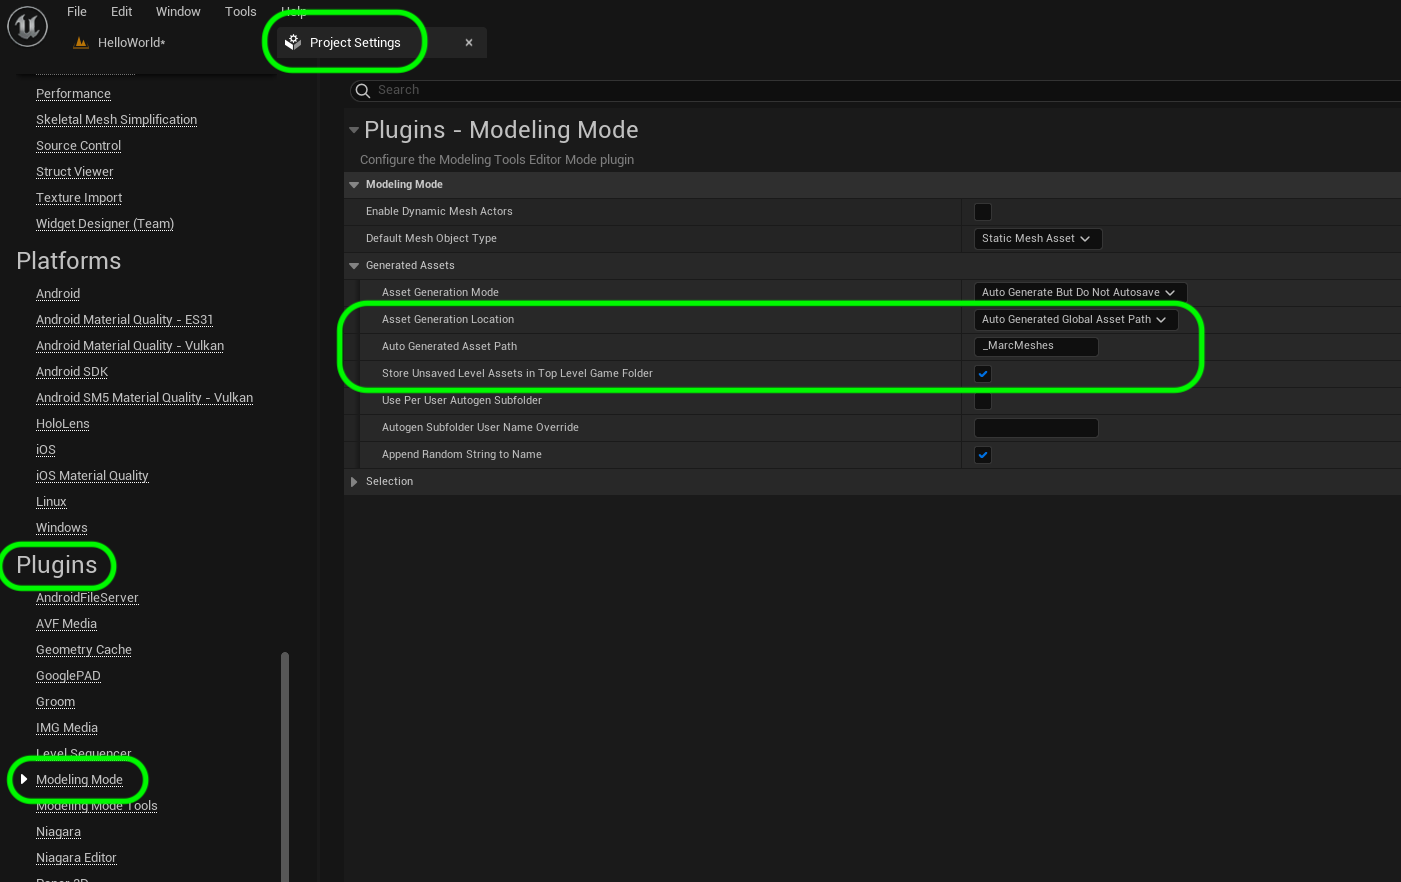 File Edit Window Tools Help
HelloWorld*
Project Settings
Performance
Skeletal Mesh Simplification
Source Control
Struct Viewer
Texture Import
Widget Designer (Team)
Platforms
Android
Android Material Quality - ES31
Android Material Quality - Vulkan
Android SDK
Android SM5 Material Quality - Vulkan
HoloLens
iOS
iOS Material Quality
Linux
Windows
Plugins
AndroidFileServer
AVF Media
Geometry Cache
GooglePAD
Groom
IMG Media
Level Sequencer
Modeling Mode
Modeling Mode Tools
Niagara
Niagara Editor
Search
Plugins - Modeling Mode
Configure the Modeling Tools Editor Mode plugin
Modeling Mode
Enable Dynamic Mesh Actors
Default Mesh Object Type Static Mesh Asset
Generated Assets
Asset Generation Mode Auto Generate But Do Not Autosave
Asset Generation Location Auto Generated Global Asset Path
Auto Generated Asset Path _MarcMeshes
Store Unsaved Level Assets in Top Level Game Folder
Use Per User Autogen Subfolder
Autogen Subfolder User Name Override
Append Random String to Name
Selection